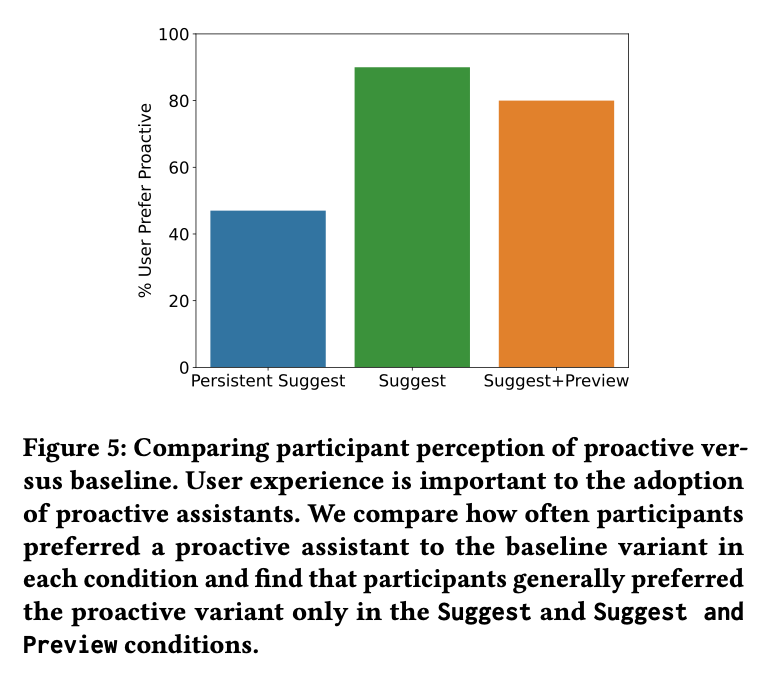 100
80
60
40
20
0
% User Prefer Proactive
Persistent Suggest
Suggest
Suggest+Preview
Figure 5: Comparing participant perception of proactive ver-
sus baseline. User experience is important to the adoption
of proactive assistants. We compare how often participants
preferred a proactive assistant to the baseline variant in
each condition and find that participants generally preferred
the proactive variant only in the Suggest and Suggest and
Preview conditions.